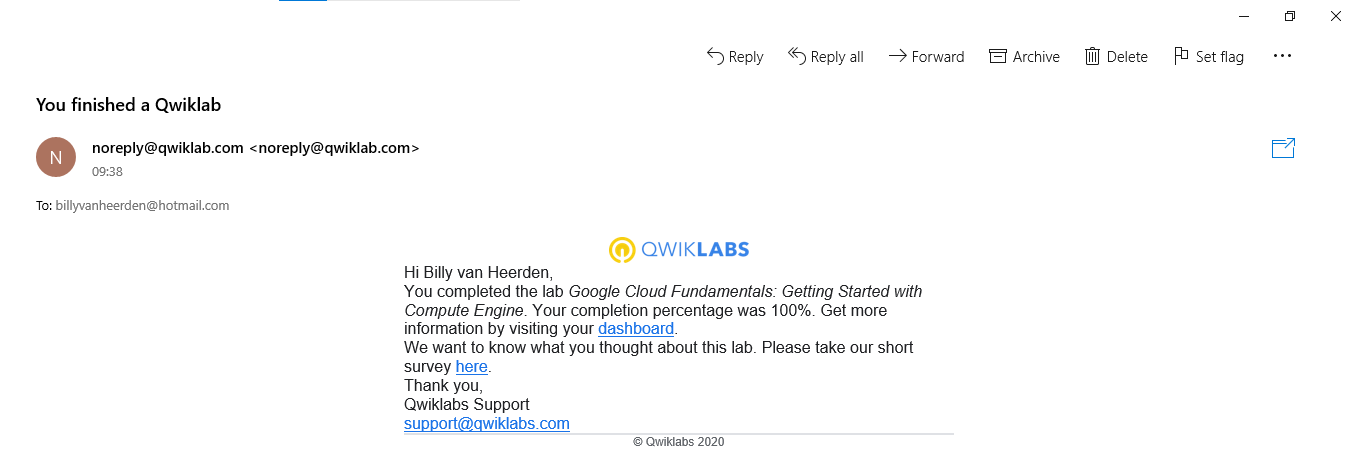 Reply
Reply all
Forward
Archive
Delete
Set flag
You finished a Qwiklab
N
noreply@qwiklab.com <noreply@qwiklab.com>
09:38
To: billyvanheerden@hotmail.com
QWIKLABS
Hi Billy van Heerden,
You completed the lab Google Cloud Fundamentals: Getting Started with
Compute Engine. Your completion percentage was 100%. Get more
information by visiting your dashboard.
We want to know what you thought about this lab. Please take our short
survey here.
Thank you,
Qwiklabs Support
support@qwiklabs.com
© Qwiklabs 2020